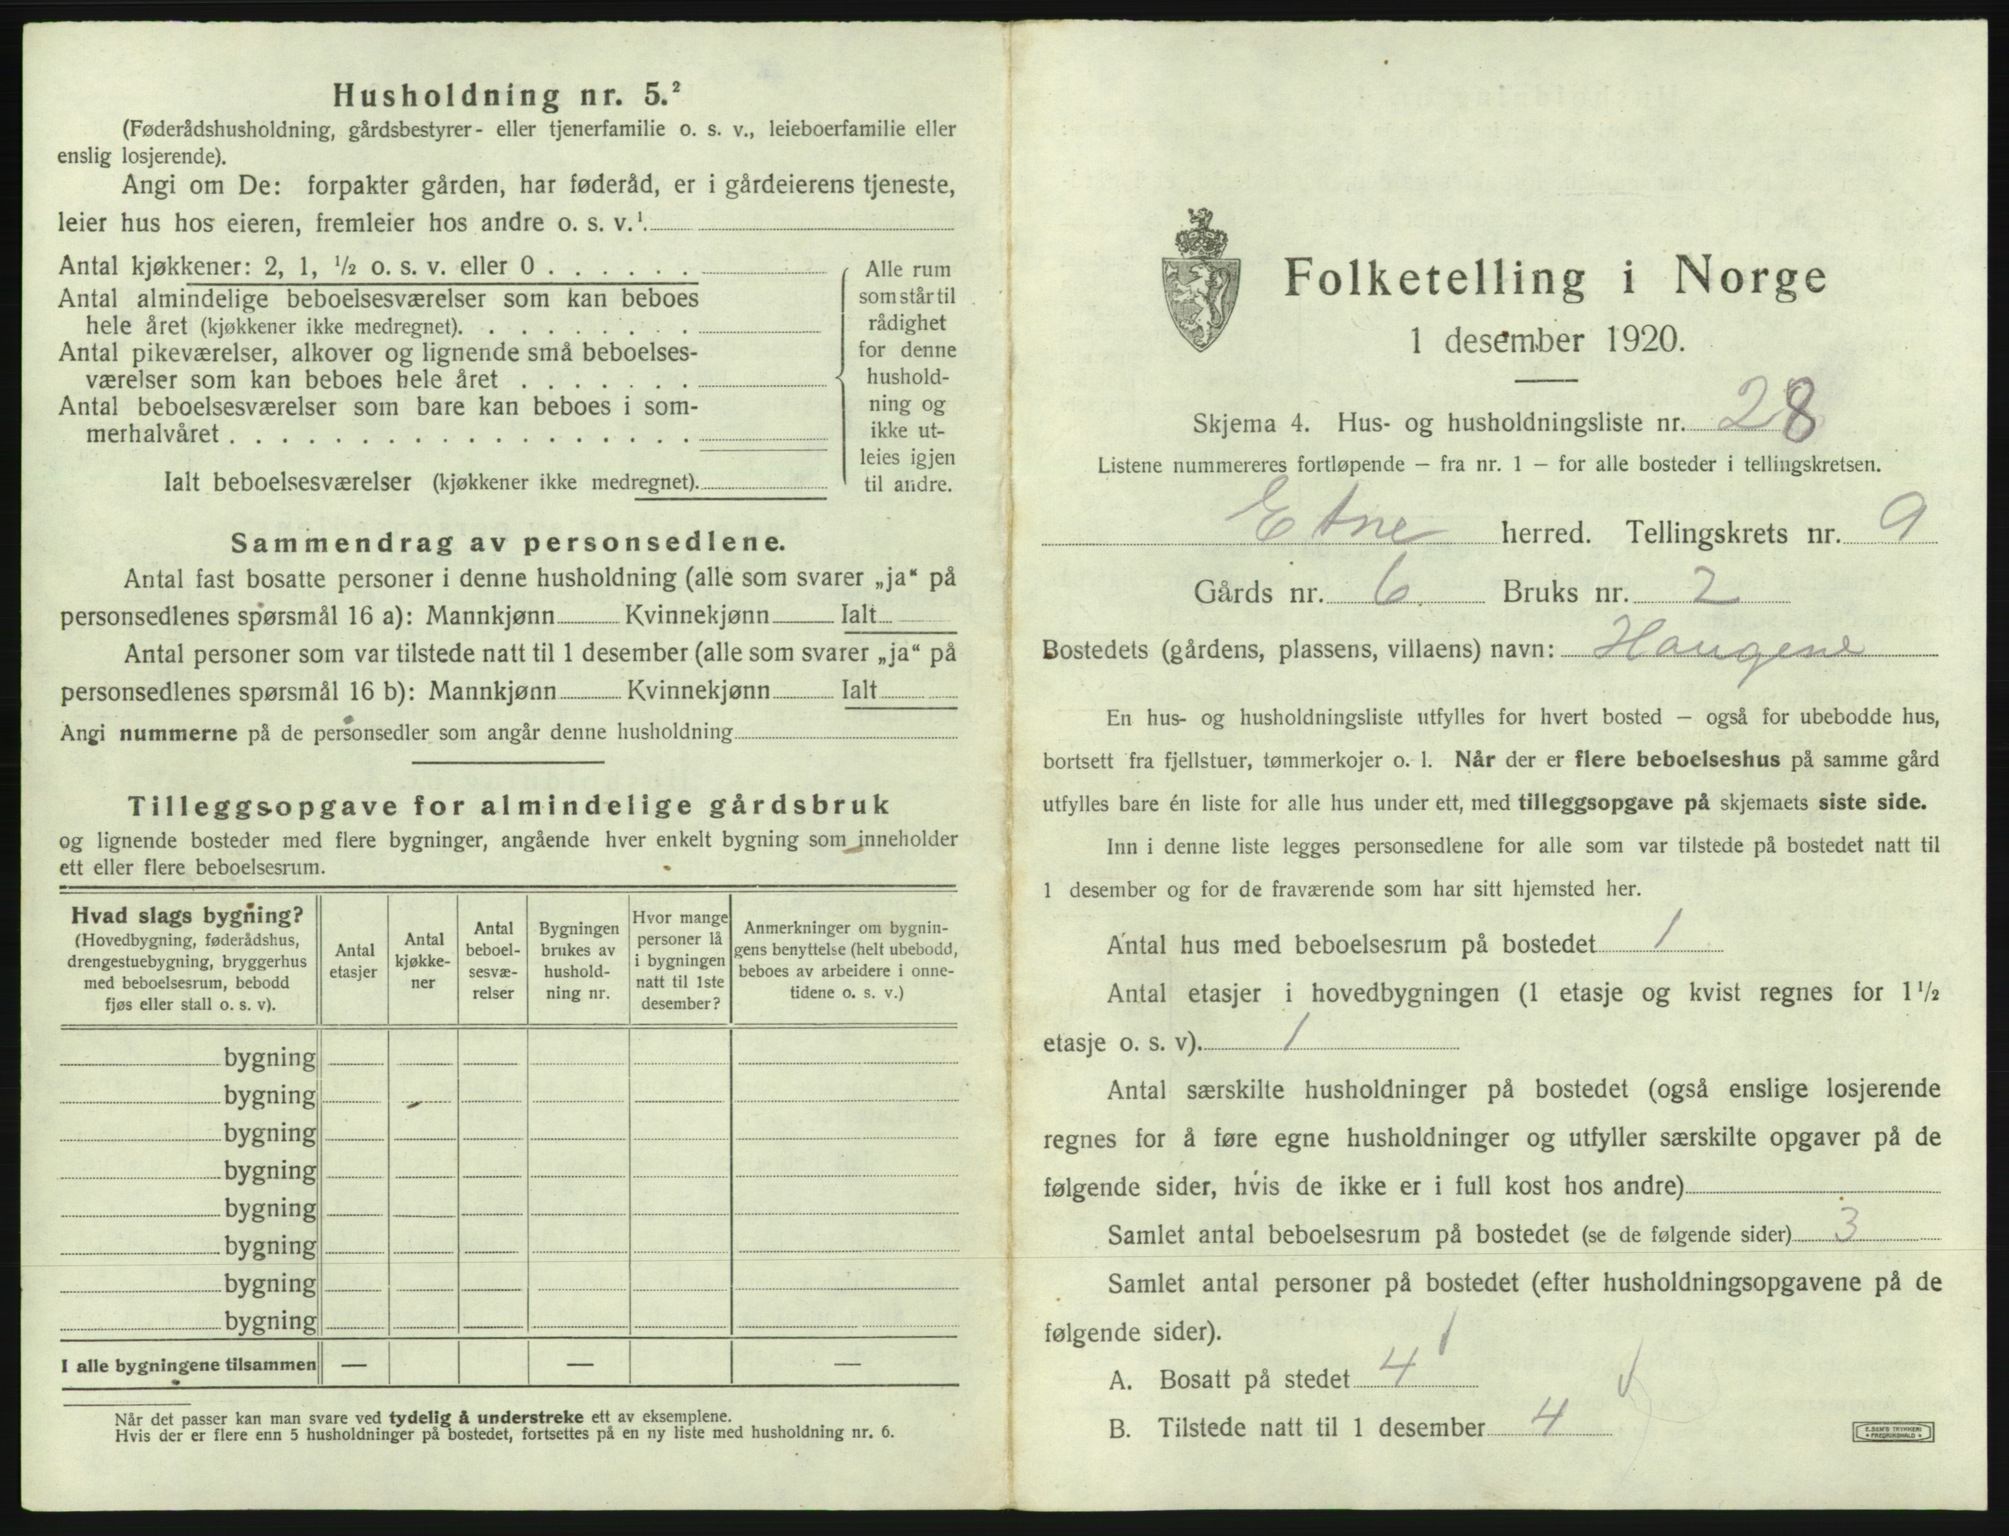 Husholdning nr. 5.²
(Føderådshusholdning, gårdsbestyrer- eller tjenerfamilie o. s. v., leieboerfamilie eller
enslig losjerende).
Angi om De: forpakter gården, har føderåd, er i gårdeierens tjeneste,
leier hus hos eieren, fremleier hos andre o. s. v.¹.
Antal kjøkkener: 2, 1, ½ o. s. v. eller 0 . . . . . .
Antal almindelige beboelsesværelser som kan beboes
hele året (kjøkkener ikke medregnet). . . . . . . . . .
Antal pikeværelser, alkover og lignende små beboelses-
værelser som kan beboes hele året . . . . . . .
Antal beboelsesværelser som bare kan beboes i som-
merhalvåret . . . . . . . . . . . . . . . . . . .
Ialt beboelsesværelser (kjøkkener ikke medregnet).
Alle rum
som står til
rådighet
for denne
hushold-
ning og
ikke ut-
leies igjen
til andre.
Sammendrag av personsedlene.
Antal fast bosatte personer i denne husholdning (alle som svarer „ja“ på
personsedlenes spørsmål 16 a): Mannkjønn Kvinnekjønn Ialt
Antal personer som var tilstede natt til 1 desember (alle som svarer „ja“ på
personsedlenes spørsmål 16 b): Mannkjønn Kvinnekjønn Ialt
Angi nummerne på de personsedler som angår denne husholdning
Tilleggsopgave for almindelige gårdsbruk
og lignende bosteder med flere bygninger, angående hver enkelt bygning som inneholder
ett eller flere beboelsesrum.
Hvad slags bygning?
(Hovedbygning, føderådshus,
drengestuebygning, bryggerhus
med beboelsesrum, bebodd
fjøs eller stall o. s. v).
Antal
etasjer
Antal
kjøkke-
ner
Antal
beboel-
sesvæ-
relser
Bygningen
brukes av
hushold-
ning nr.
Hvor mange
personer lå
i bygningen
natt til 1ste
desember?
Anmerkninger om bygnin-
gens benyttelse (helt ubebodd,
beboes av arbeidere i onne-
tidene o. s. v.)
bygning
bygning
bygning
bygning
bygning
bygning
bygning
bygning
I alle bygningene tilsammen — — —
Når det passer kan man svare ved tydelig å understreke ett av eksemplene.
Hvis der er flere enn 5 husholdninger på bostedet, fortsettes på en ny liste med husholdning nr. 6.
Folketelling i Norge
1 desember 1920.
Skjema 4. Hus- og husholdningsliste nr. 28
Listene nummereres fortløpende — fra nr. 1 — for alle bosteder i tellingskretsen.
Etne herred. Tellingskrets nr. 9
Gårds nr. 6 Bruks nr. 2
Bostedets (gårdens, plassens, villaens) navn: Haugene
En hus- og husholdningsliste utfylles for hvert bosted — også for ubebodde hus,
bortsett fra fjellstuer, tømmerkojer o. l. Når der er flere beboelseshus på samme gård
utfylles bare én liste for alle hus under ett, med tilleggsopgave på skjemaets siste side.
Inn i denne liste legges personsedlene for alle som var tilstede på bostedet natt til
1 desember og for de fraværende som har sitt hjemsted her.
Antal hus med beboelsesrum på bostedet 1
Antal etasjer i hovedbygningen (1 etasje og kvist regnes for 1½
etasje o. s. v). 1
Antal særskilte husholdninger på bostedet (også enslige losjerende
regnes for å føre egne husholdninger og utfyller særskilte opgaver på de
følgende sider, hvis de ikke er i full kost hos andre)
Samlet antal beboelsesrum på bostedet (se de følgende sider) 3
Samlet antal personer på bostedet (efter husholdningsopgavene på de
følgende sider).
A. Bosatt på stedet 4
B. Tilstede natt til 1 desember 4
E. SEM'S TRYKKERI
FREDRIKSHALD